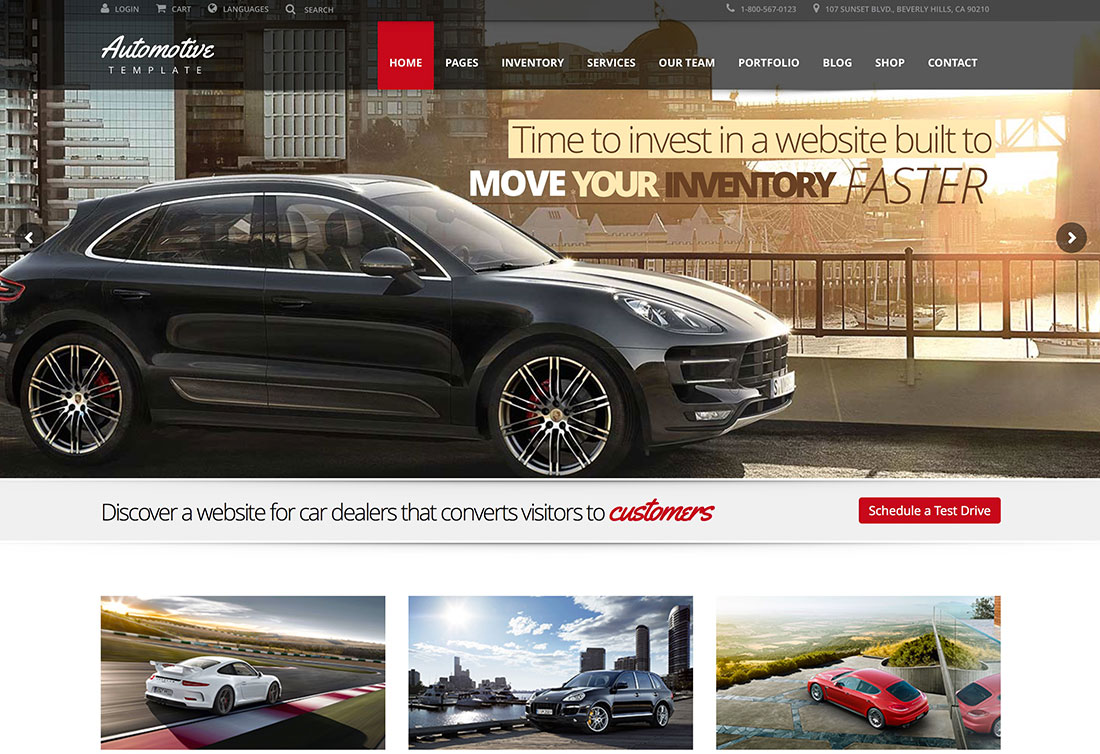 LOGIN CART LANGUAGES SEARCH 1-800-567-0123 107 SUNSET BLVD., BEVERLY HILLS, CA 90210
Automotive
TEMPLATE
HOME PAGES INVENTORY SERVICES OUR TEAM PORTFOLIO BLOG SHOP CONTACT
Time to invest in a website built to
MOVE YOUR INVENTORY FASTER
Discover a website for car dealers that converts visitors to customers
Schedule a Test Drive